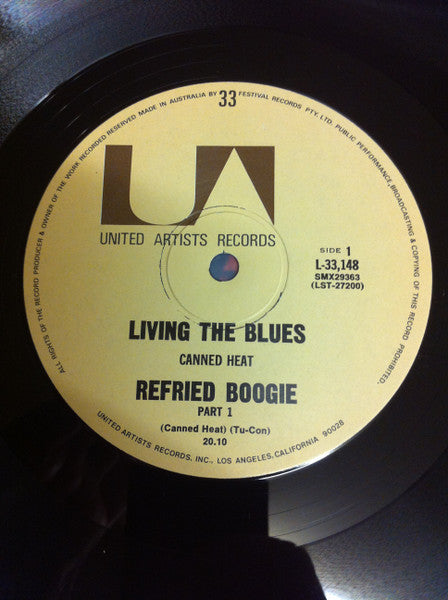 ALL RIGHTS OF THE RECORD PRODUCER & OWNER OF THE WORK RECORDED RESERVED MADE IN AUSTRALIA BY 33 FESTIVAL RECORDS PTY. LTD. PUBLIC PERFORMANCE, BROADCASTING & COPYING OF THIS RECORD PROHIBITED.
UA
UNITED ARTISTS RECORDS
SIDE 1
L-33,148
SMX29363
(LST-27200)
LIVING THE BLUES
CANNED HEAT
REFRIED BOOGIE
PART 1
(Canned Heat) (Tu-Con)
20.10
UNITED ARTISTS RECORDS, INC., LOS ANGELES, CALIFORNIA 90028